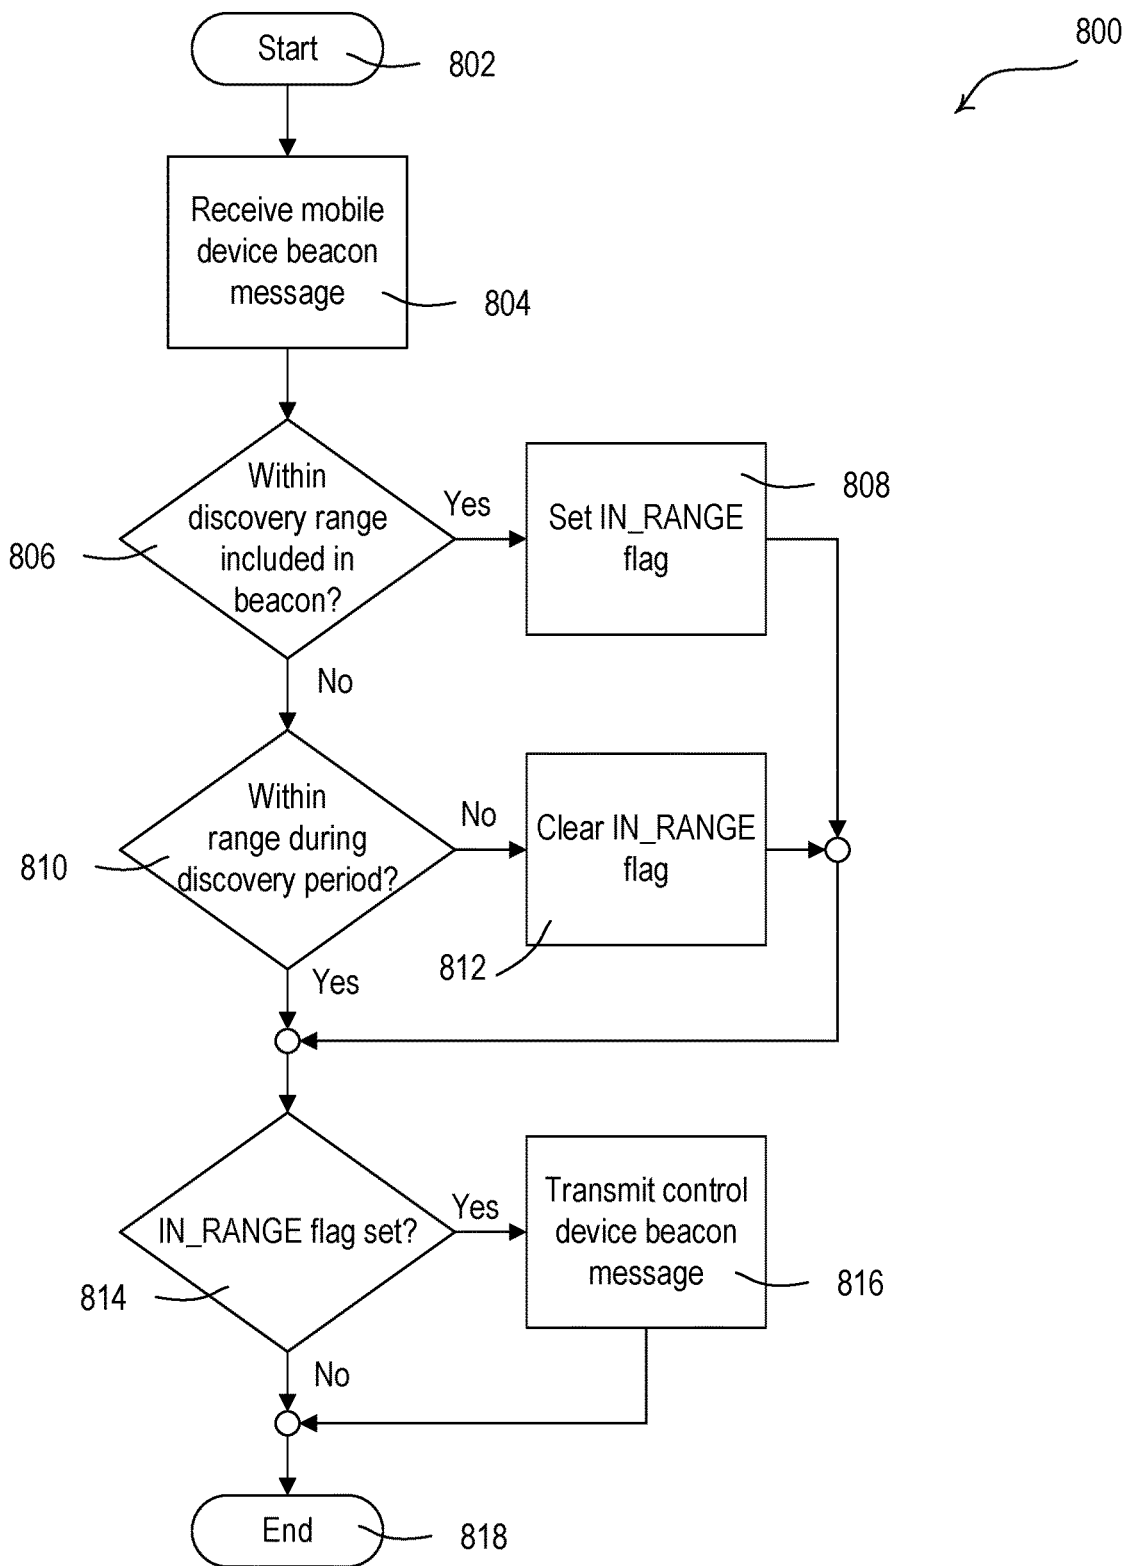 800
Start
802
Receive mobile
device beacon
message
804
Within
discovery range
included in
beacon?
806
Yes
Set IN_RANGE
flag
808
No
Within
range during
discovery period?
810
No
Clear IN_RANGE
flag
812
Yes
IN_RANGE flag set?
814
Yes
Transmit control
device beacon
message
816
No
End
818